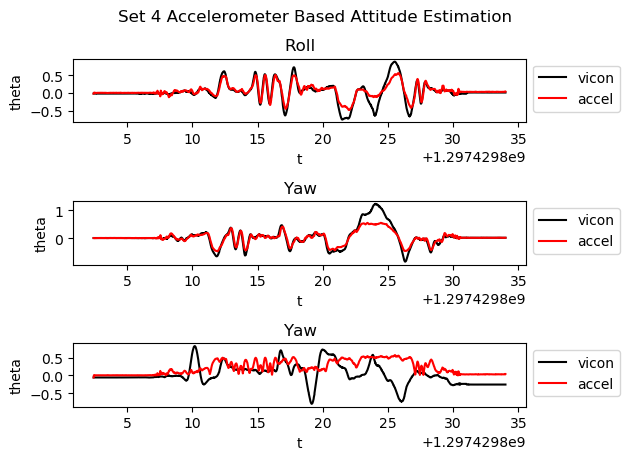 Set 4 Accelerometer Based Attitude Estimation
Roll
theta
0.5
0.0
−0.5
5 10 15 20 25 30 35
t
+1.2974298e9
vicon
accel
Yaw
theta
1
0
5 10 15 20 25 30 35
t
+1.2974298e9
vicon
accel
Yaw
theta
0.5
0.0
−0.5
5 10 15 20 25 30 35
t
+1.2974298e9
vicon
accel